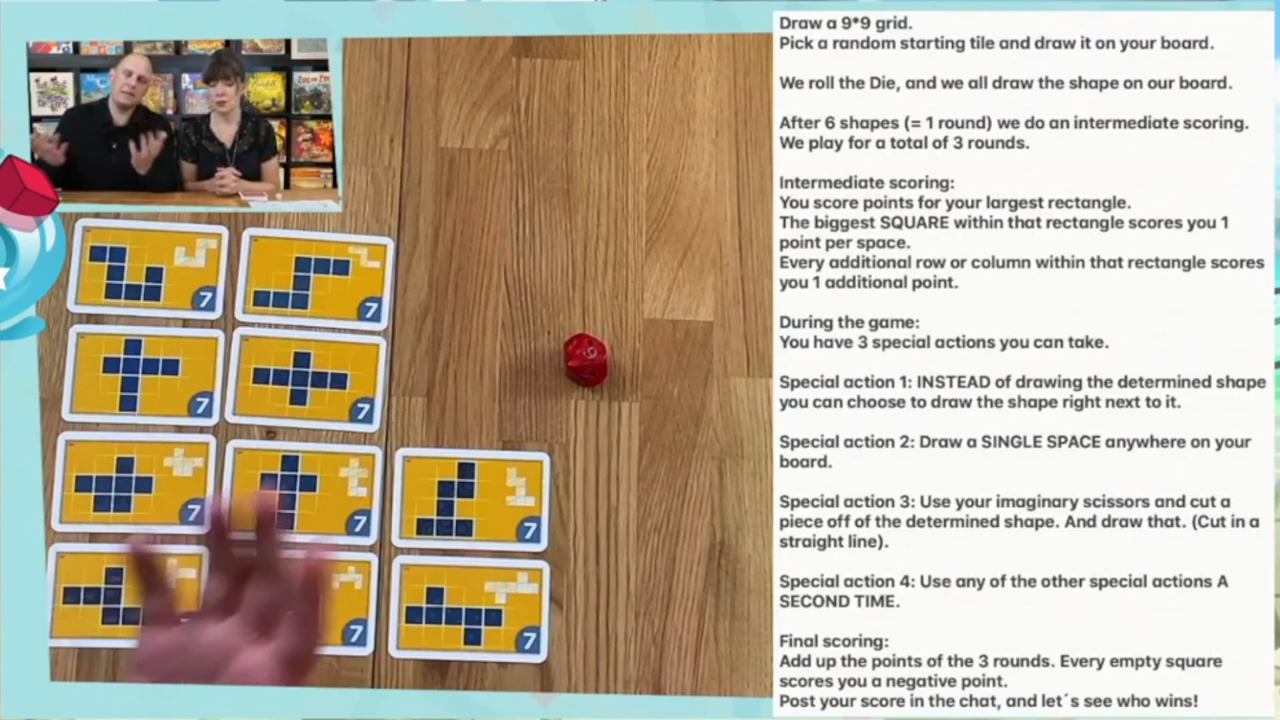 Draw a 9*9 grid.
Pick a random starting tile and draw it on your board.
We roll the Die, and we all draw the shape on our board.
After 6 shapes (= 1 round) we do an intermediate scoring.
We play for a total of 3 rounds.
Intermediate scoring:
You score points for your largest rectangle.
The biggest SQUARE within that rectangle scores you 1
point per space.
Every additional row or column within that rectangle scores
you 1 additional point.
During the game:
You have 3 special actions you can take.
Special action 1: INSTEAD of drawing the determined shape
you can choose to draw the shape right next to it.
Special action 2: Draw a SINGLE SPACE anywhere on your
board.
Special action 3: Use your imaginary scissors and cut a
piece off of the determined shape. And draw that. (Cut in a
straight line).
Special action 4: Use any of the other special actions A
SECOND TIME.
Final scoring:
Add up the points of the 3 rounds. Every empty square
scores you a negative point.
Post your score in the chat, and let´s see who wins!
7
7
7
7
7
7
7
7
7